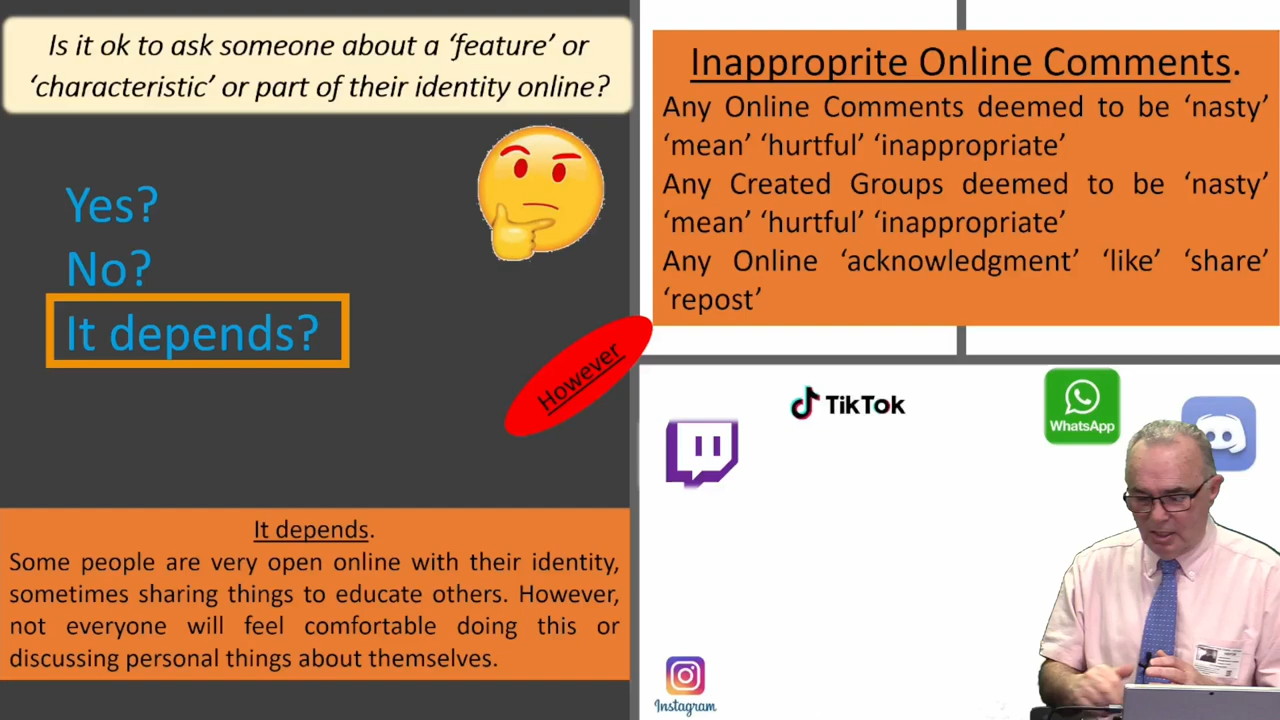 Is it ok to ask someone about a ‘feature’ or
‘characteristic’ or part of their identity online?
Yes?
No?
It depends?
However
It depends.
Some people are very open online with their identity,
sometimes sharing things to educate others. However,
not everyone will feel comfortable doing this or
discussing personal things about themselves.
Inapproprite Online Comments.
Any Online Comments deemed to be ‘nasty’
‘mean’ ‘hurtful’ ‘inappropriate’
Any Created Groups deemed to be ‘nasty’
‘mean’ ‘hurtful’ ‘inappropriate’
Any Online ‘acknowledgment’ ‘like’ ‘share’
‘repost’
TikTok
WhatsApp
Instagram